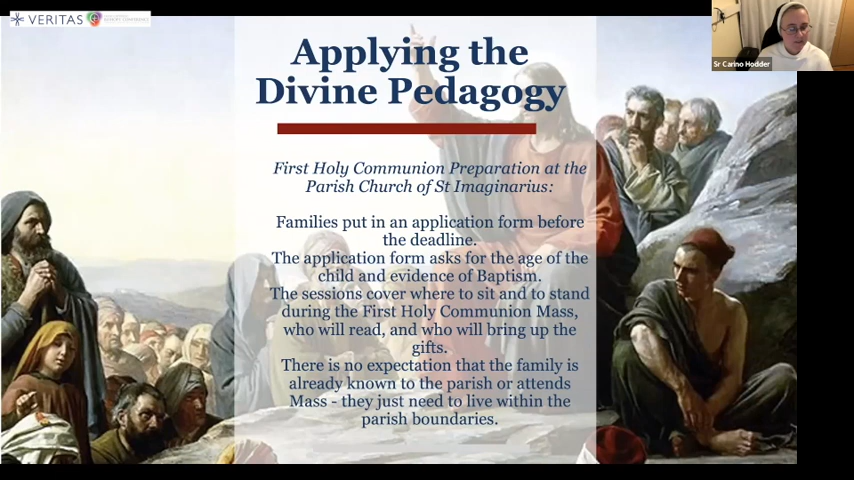 VERITAS
Applying the
Divine Pedagogy
Sr Carino Hodder
First Holy Communion Preparation at the
Parish Church of St Imaginarius:
Families put in an application form before
the deadline.
The application form asks for the age of the
child and evidence of Baptism.
The sessions cover where to sit and to stand
during the First Holy Communion Mass,
who will read, and who will bring up the
gifts.
There is no expectation that the family is
already known to the parish or attends
Mass - they just need to live within the
parish boundaries.